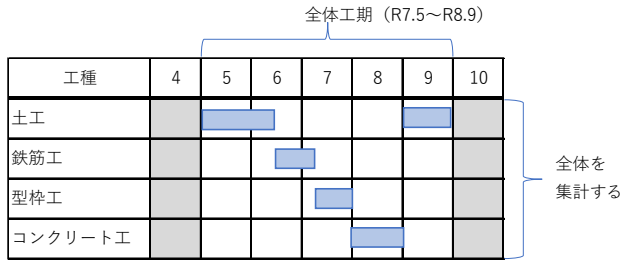 全体工期（R7.5～R8.9）
工種 4 5 6 7 8 9 10
土工
鉄筋工
型枠工
コンクリート工
全体を
集計する